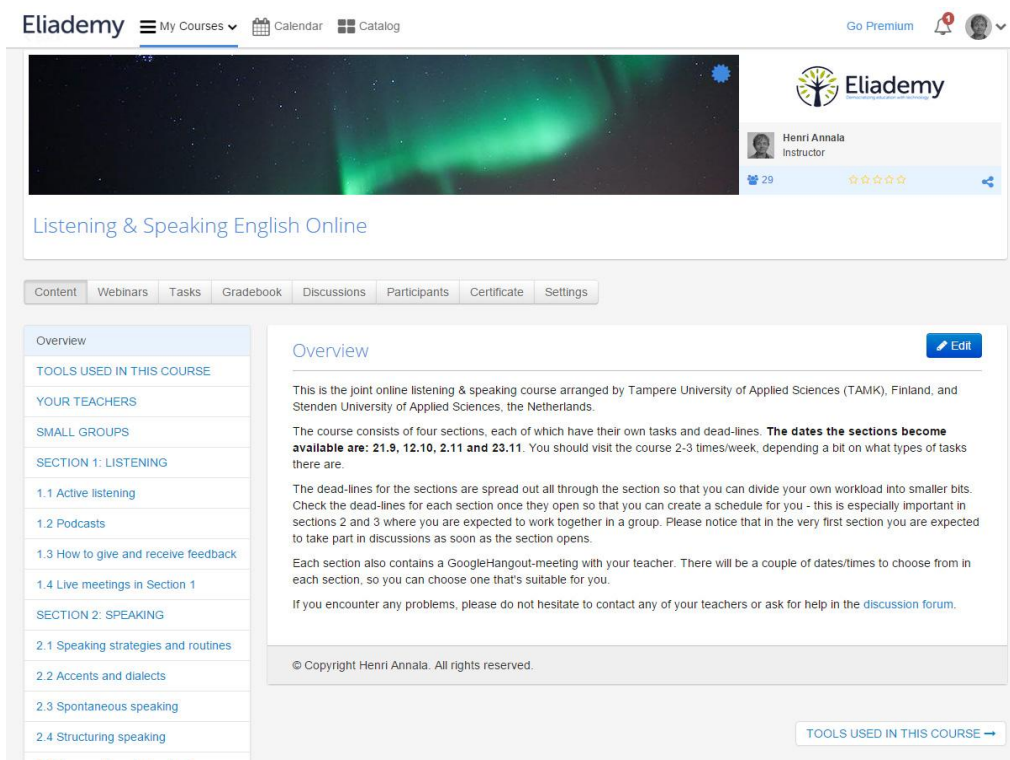 Eliademy My Courses Calendar Catalog Go Premium 1
Eliademy
Democratizing education with technology
Henri Annala
Instructor
29
Listening & Speaking English Online
Content Webinars Tasks Gradebook Discussions Participants Certificate Settings
Overview
TOOLS USED IN THIS COURSE
YOUR TEACHERS
SMALL GROUPS
SECTION 1: LISTENING
1.1 Active listening
1.2 Podcasts
1.3 How to give and receive feedback
1.4 Live meetings in Section 1
SECTION 2: SPEAKING
2.1 Speaking strategies and routines
2.2 Accents and dialects
2.3 Spontaneous speaking
2.4 Structuring speaking
Overview
Edit
This is the joint online listening & speaking course arranged by Tampere University of Applied Sciences (TAMK), Finland, and
Stenden University of Applied Sciences, the Netherlands.
The course consists of four sections, each of which have their own tasks and dead-lines. The dates the sections become
available are: 21.9, 12.10, 2.11 and 23.11. You should visit the course 2-3 times/week, depending a bit on what types of tasks
there are.
The dead-lines for the sections are spread out all through the section so that you can divide your own workload into smaller bits.
Check the dead-lines for each section once they open so that you can create a schedule for you - this is especially important in
sections 2 and 3 where you are expected to work together in a group. Please notice that in the very first section you are expected
to take part in discussions as soon as the section opens.
Each section also contains a GoogleHangout-meeting with your teacher. There will be a couple of dates/times to choose from in
each section, so you can choose one that's suitable for you.
If you encounter any problems, please do not hesitate to contact any of your teachers or ask for help in the discussion forum.
© Copyright Henri Annala. All rights reserved.
TOOLS USED IN THIS COURSE